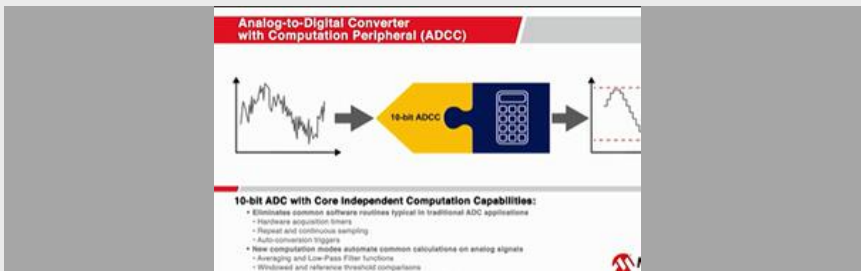 Analog-to-Digital Converter
with Computation Peripheral (ADCC)
10-bit ADCC
10-bit ADC with Core Independent Computation Capabilities:
• Eliminates common software routines typical in traditional ADC applications
• Hardware acquisition timers
• Repeat and continuous sampling
• Auto-conversion triggers
• New computation modes automate common calculations on analog signals
• Averaging and Low-Pass Filter functions
• Windowed and reference threshold comparisons